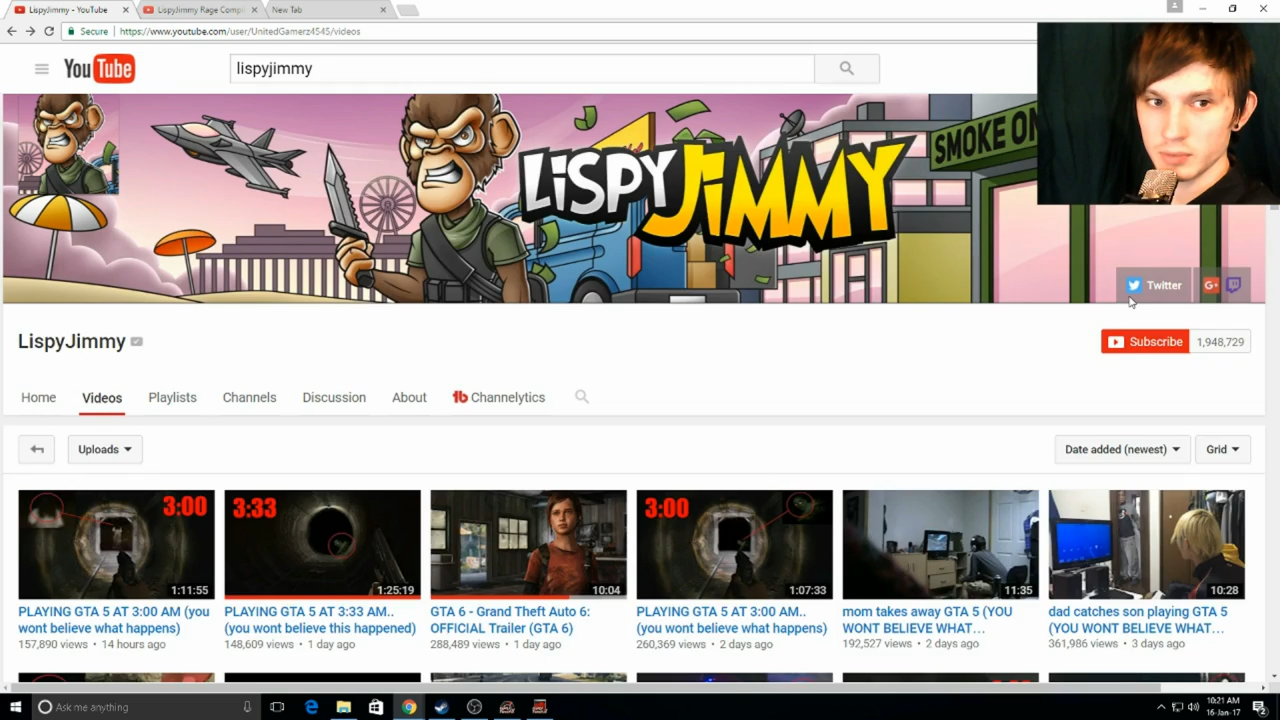 LispyJimmy - YouTube
LispyJimmy Rage Compi
New Tab
Secure
https://www.youtube.com/user/UnitedGamerz4545/videos
YouTube
lispyjimmy
LiSPYJiMMY
SMOKE ON
Twitter
G+
LispyJimmy
Subscribe
1,948,729
Home
Videos
Playlists
Channels
Discussion
About
Channelytics
Uploads
Date added (newest)
Grid
3:00
1:11:55
3:33
1:25:19
10:04
3:00
1:07:33
11:35
10:28
PLAYING GTA 5 AT 3:00 AM (you
wont believe what happens)
157,890 views • 14 hours ago
PLAYING GTA 5 AT 3:33 AM..
(you wont believe this happened)
148,609 views • 1 day ago
GTA 6 - Grand Theft Auto 6:
OFFICIAL Trailer (GTA 6)
288,489 views • 1 day ago
PLAYING GTA 5 AT 3:00 AM..
(you wont believe what happens)
260,369 views • 2 days ago
mom takes away GTA 5 (YOU
WONT BELIEVE WHAT...
192,527 views • 2 days ago
dad catches son playing GTA 5
(YOU WONT BELIEVE WHAT...
361,986 views • 3 days ago
Ask me anything
10:21 AM
16-Jan-17
2